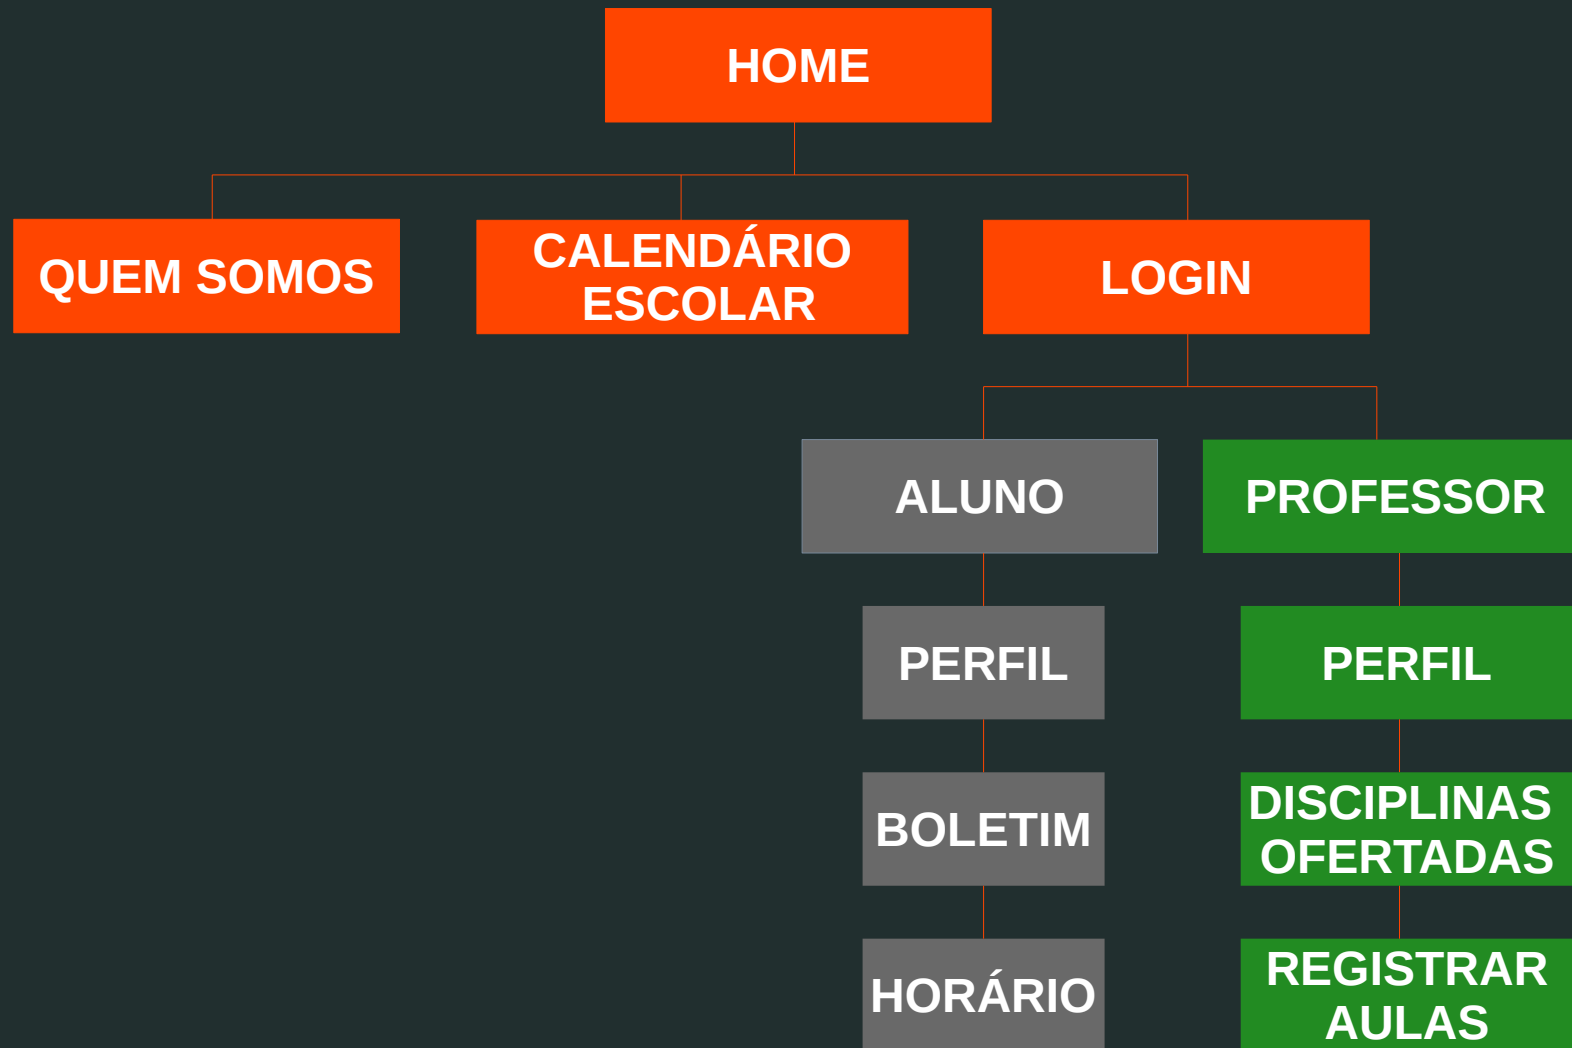 HOME
QUEM SOMOS
CALENDÁRIO
ESCOLAR
LOGIN
ALUNO
PROFESSOR
PERFIL
PERFIL
BOLETIM
DISCIPLINAS
OFERTADAS
HORÁRIO
REGISTRAR
AULAS